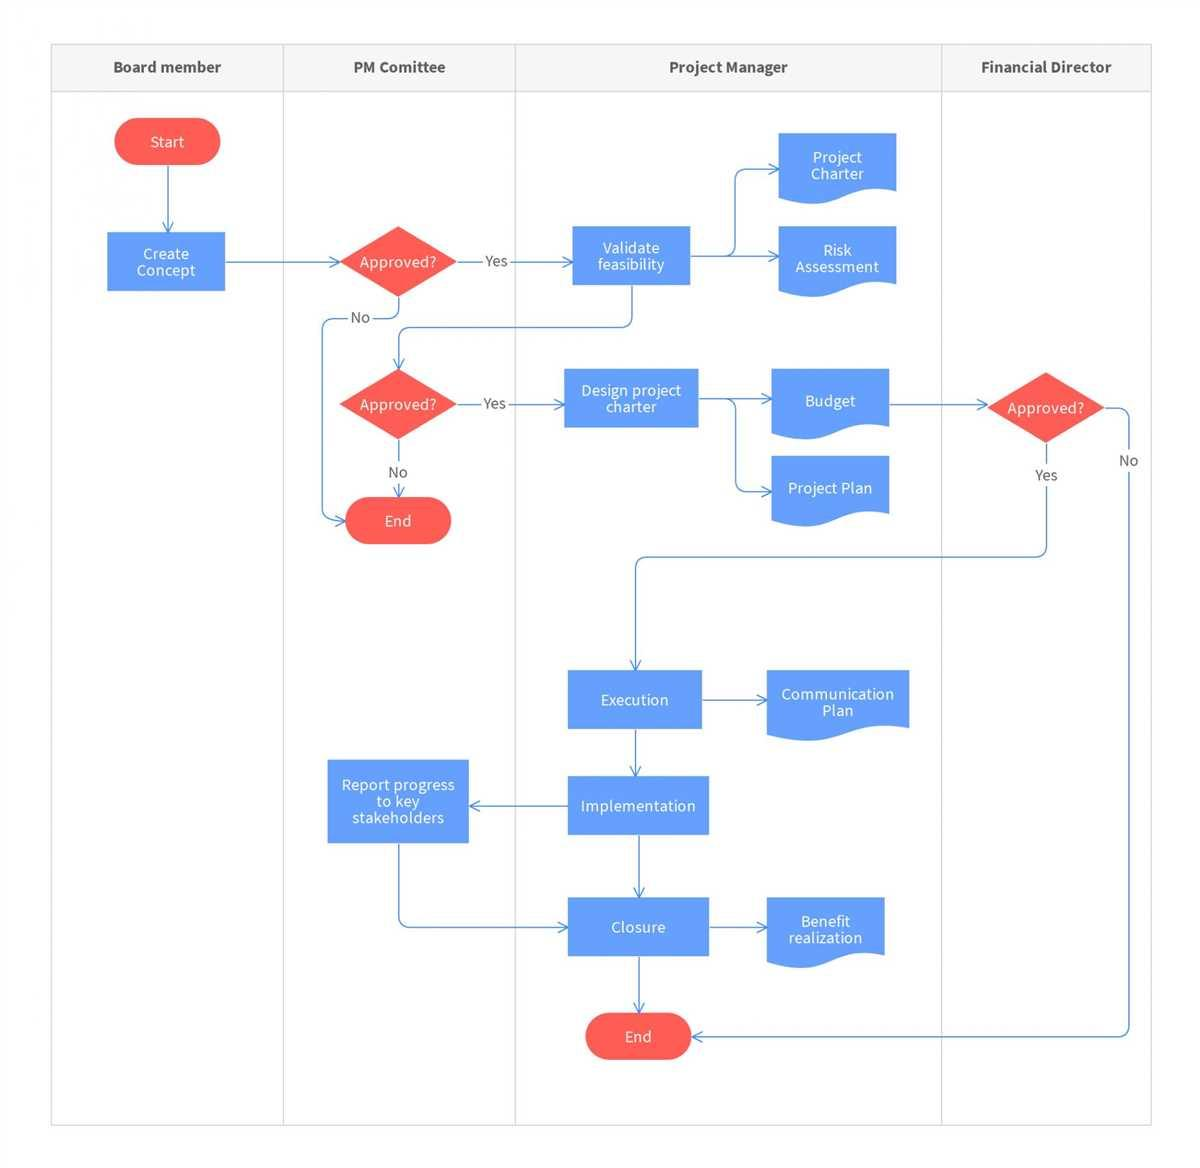 Board member
PM Comittee
Project Manager
Financial Director
Start
Project
Charter
Create
Concept
Approved?
Yes
Validate
feasibility
Risk
Assessment
No
Approved?
Yes
Design project
charter
Budget
Approved?
No
Yes
No
Project Plan
End
Execution
Communication
Plan
Report progress
to key
stakeholders
Implementation
Closure
Benefit
realization
End